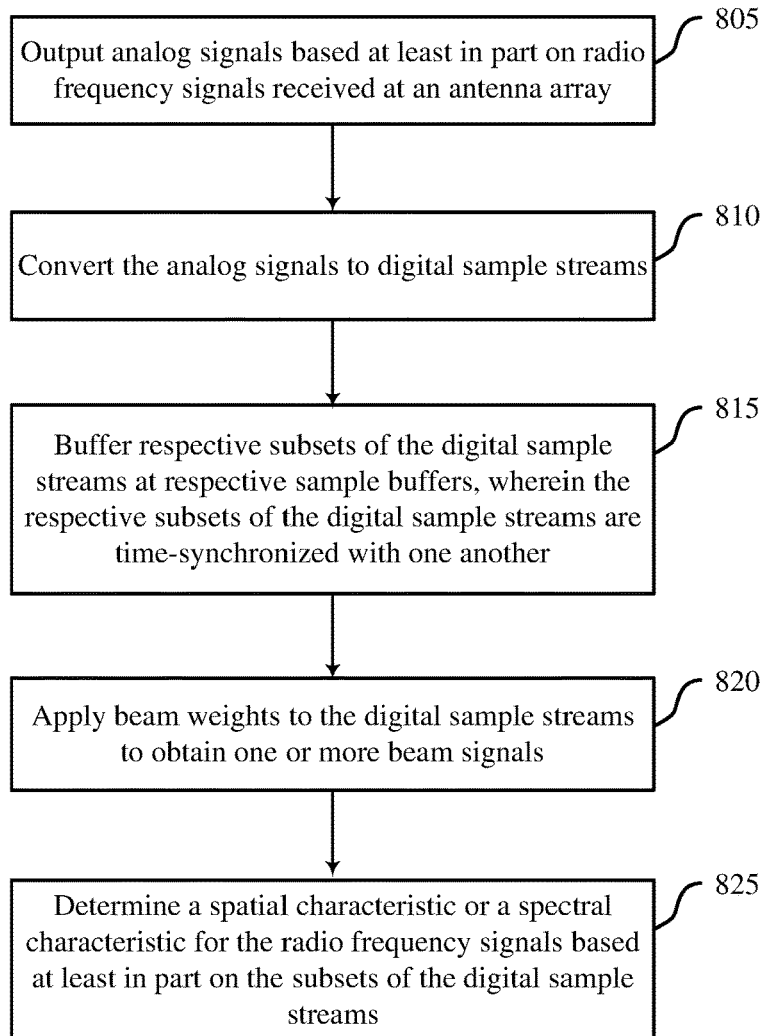 805
Output analog signals based at least in part on radio
frequency signals received at an antenna array
810
Convert the analog signals to digital sample streams
815
Buffer respective subsets of the digital sample
streams at respective sample buffers, wherein the
respective subsets of the digital sample streams are
time-synchronized with one another
820
Apply beam weights to the digital sample streams
to obtain one or more beam signals
825
Determine a spatial characteristic or a spectral
characteristic for the radio frequency signals based
at least in part on the subsets of the digital sample
streams